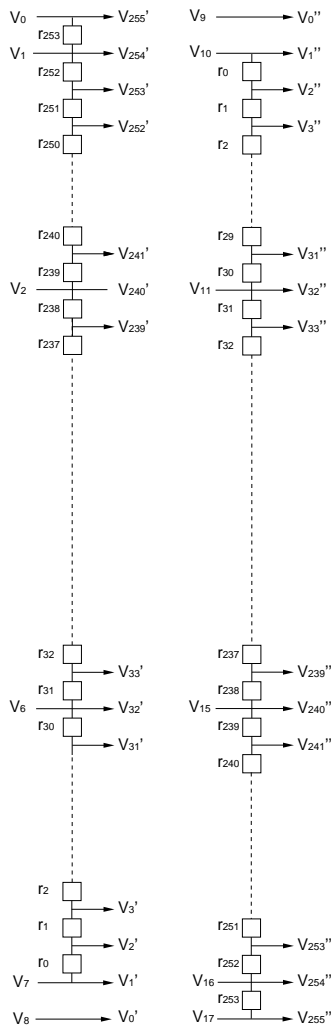 V0 V255'
r253
V1 V254'
r252
V253'
r251
V252'
r250
r240
V241'
r239
V2 V240'
r238
V239'
r237
r32
V33'
r31
V6 V32'
r30
V31'
r2
V3'
r1
V2'
r0
V7 V1'
V8 V0'
V9 V0''
V10 V1''
r0
V2''
r1
V3''
r2
r29
V31''
r30
V11 V32''
r31
V33''
r32
r237
V239''
r238
V15 V240''
r239
V241''
r240
r251
V253''
r252
V16 V254''
r253
V17 V255''